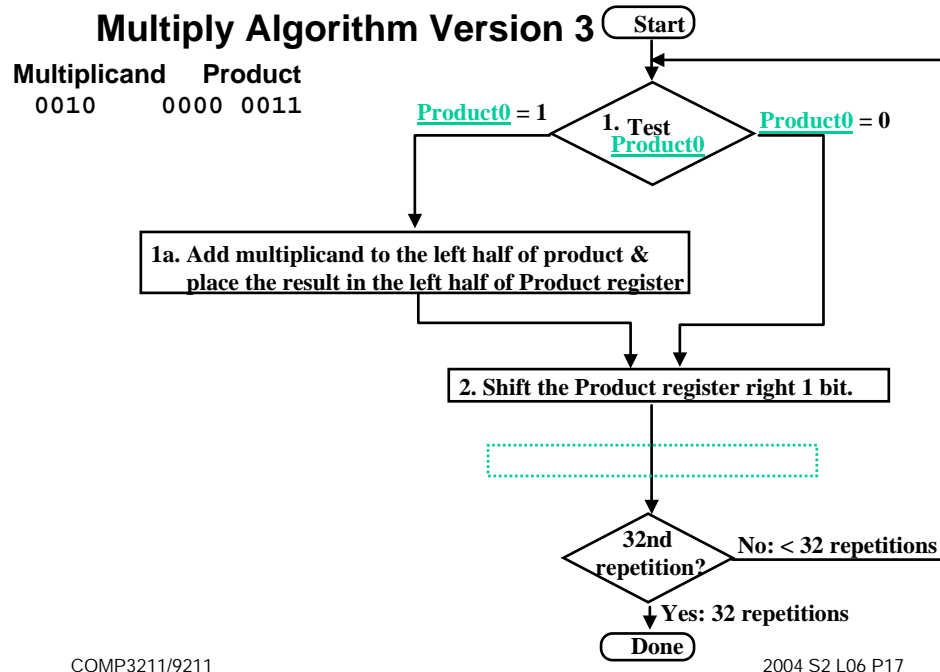 Multiply Algorithm Version 3
Start
Multiplicand Product
0010 0000 0011
Product0 = 1
1. Test
Product0
Product0 = 0
1a. Add multiplicand to the left half of product &
place the result in the left half of Product register
2. Shift the Product register right 1 bit.
32nd
repetition?
No: < 32 repetitions
Yes: 32 repetitions
Done
COMP3211/9211
2004 S2 L06 P17